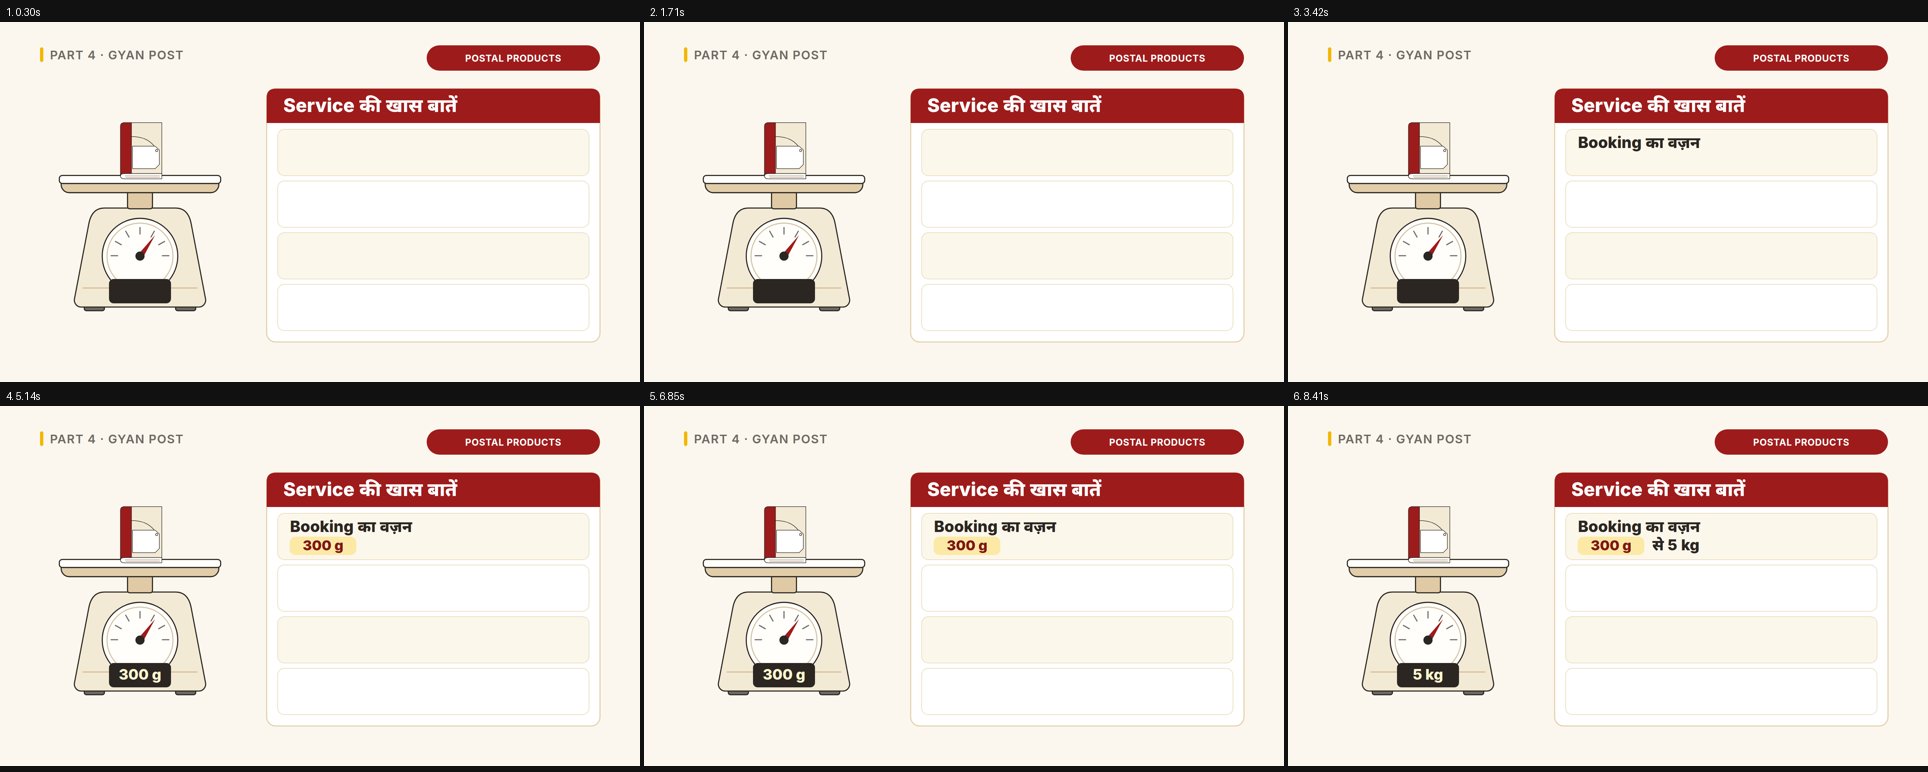 1. 0.30s
PART 4 · GYAN POST
POSTAL PRODUCTS
Service की खास बातें
2. 1.71s
PART 4 · GYAN POST
POSTAL PRODUCTS
Service की खास बातें
3. 3.42s
PART 4 · GYAN POST
POSTAL PRODUCTS
Service की खास बातें
Booking का वज़न
4. 5.14s
PART 4 · GYAN POST
POSTAL PRODUCTS
Service की खास बातें
Booking का वज़न
300 g
300 g
5. 6.85s
PART 4 · GYAN POST
POSTAL PRODUCTS
Service की खास बातें
Booking का वज़न
300 g
300 g
6. 8.41s
PART 4 · GYAN POST
POSTAL PRODUCTS
Service की खास बातें
Booking का वज़न
300 g से 5 kg
5 kg